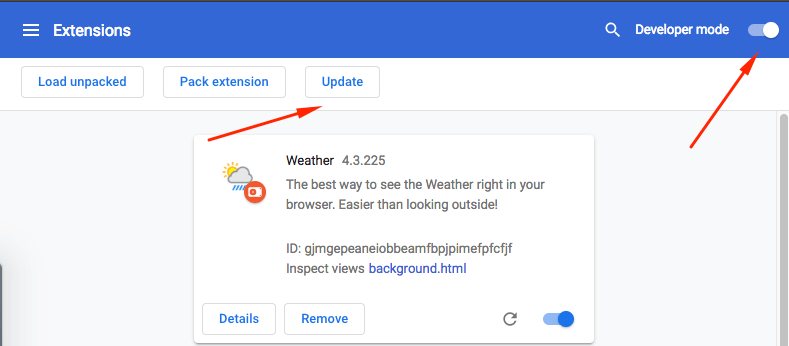 Extensions
Developer mode
Load unpacked
Pack extension
Update
Weather 4.3.225
The best way to see the Weather right in your
browser. Easier than looking outside!
ID: gjmgepeaneiobbeamfbpjpimefpfcfjf
Inspect views background.html
Details
Remove